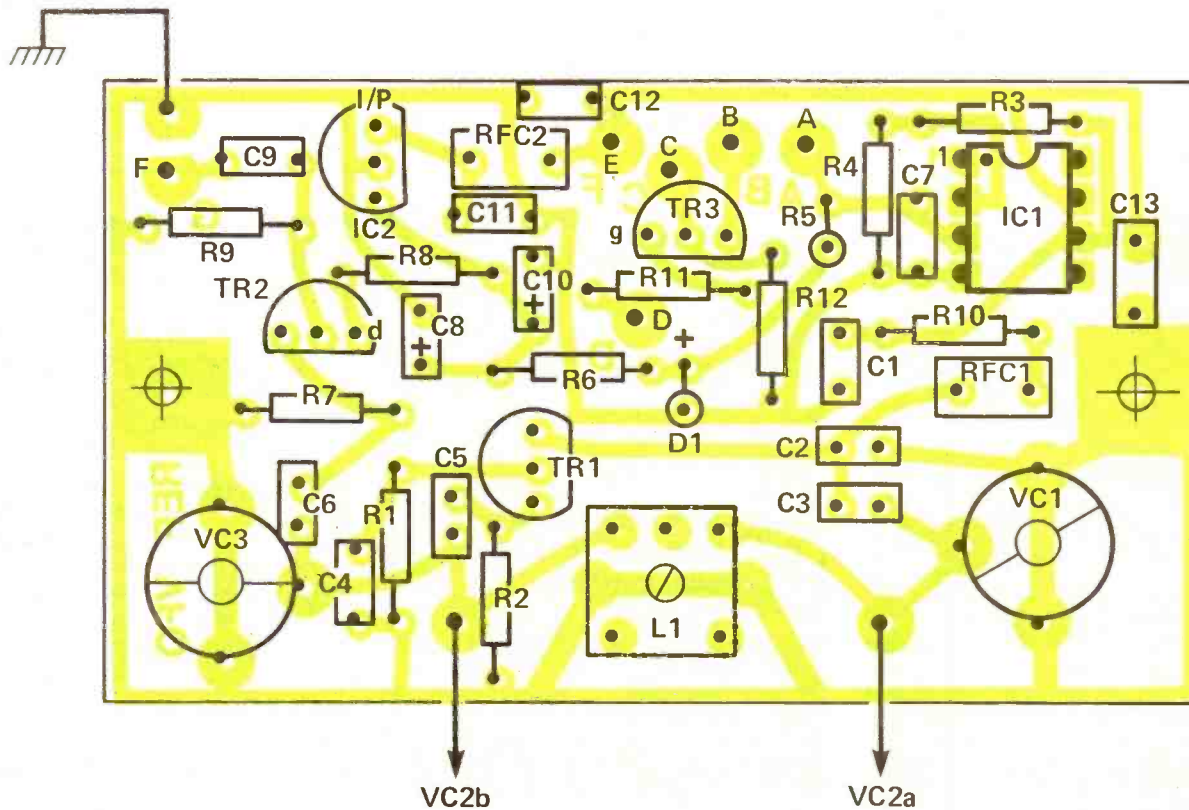 I/P
C12
R3
RFC2
B
A
E
C
R4
1
C9
F
C7
IC1
C11
TR3
R5
C13
IC2
g
R9
R8
C10
+
R11
R12
TR2
D
+
R10
d
C8
+
C1
R6
RFC1
R7
D1
C5
TR1
C2
C6
R1
C3
VC1
VC3
C4
R2
L1
VC2b
VC2a